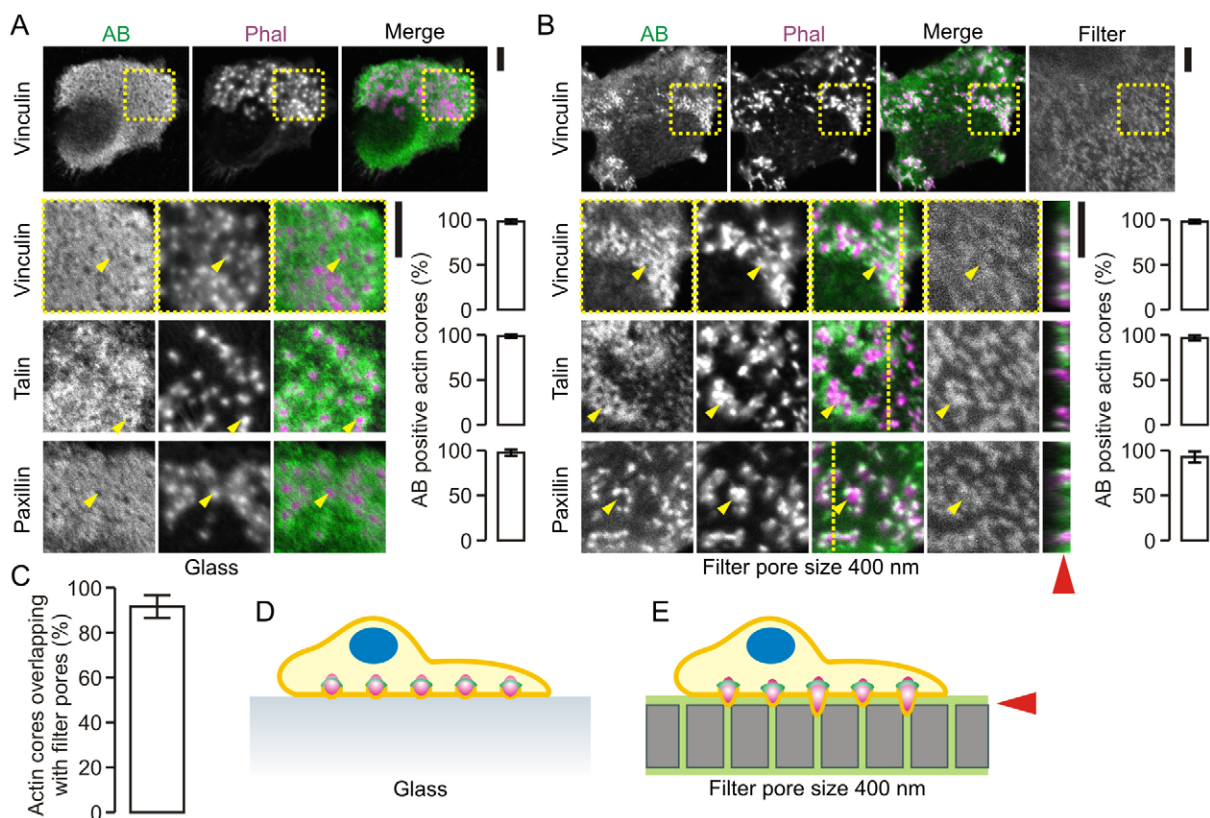 A
AB Phal Merge
Vinculin
Vinculin
100
50
0
Talin
100
50
0
Paxillin
100
50
0
AB positive actin cores (%)
Glass
B
AB Phal Merge Filter
Vinculin
Vinculin
100
50
0
Talin
100
50
0
Paxillin
100
50
0
AB positive actin cores (%)
Filter pore size 400 nm
C
Actin cores overlapping
with filter pores (%)
100
80
60
40
20
0
D
Glass
E
Filter pore size 400 nm